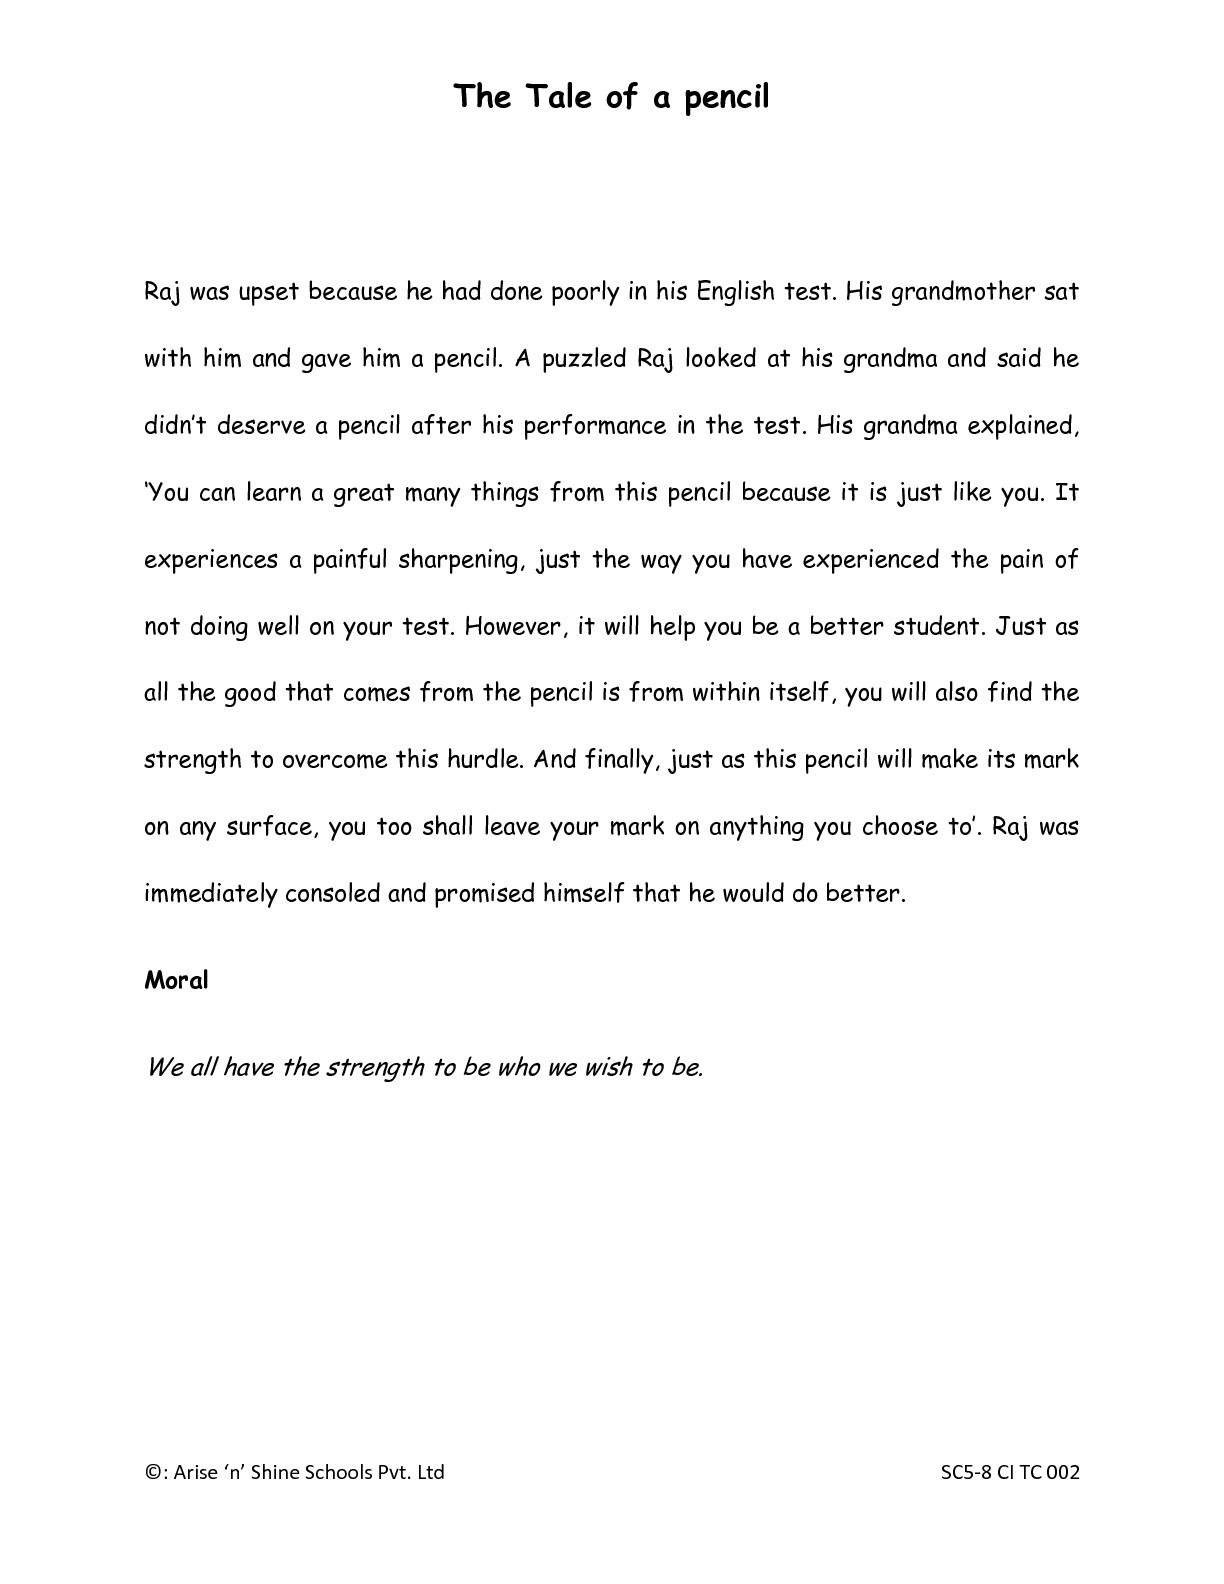 The Tale of a pencil
Raj was upset because he had done poorly in his English test. His grandmother sat
with him and gave him a pencil. A puzzled Raj looked at his grandma and said he
didn’t deserve a pencil after his performance in the test. His grandma explained,
‘You can learn a great many things from this pencil because it is just like you. It
experiences a painful sharpening, just the way you have experienced the pain of
not doing well on your test. However, it will help you be a better student. Just as
all the good that comes from the pencil is from within itself, you will also find the
strength to overcome this hurdle. And finally, just as this pencil will make its mark
on any surface, you too shall leave your mark on anything you choose to’. Raj was
immediately consoled and promised himself that he would do better.
Moral
We all have the strength to be who we wish to be.
©: Arise ‘n’ Shine Schools Pvt. Ltd SC5-8 CI TC 002